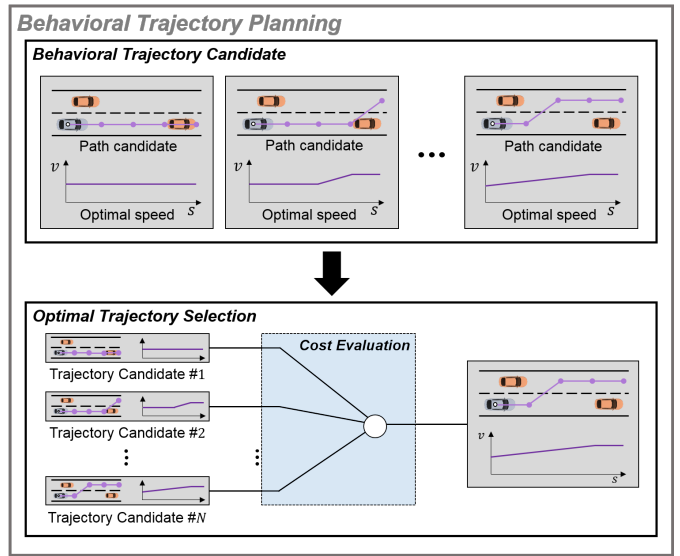 Behavioral Trajectory Planning
Behavioral Trajectory Candidate
Path candidate
v
s
Optimal speed
Path candidate
v
s
Optimal speed
...
Path candidate
v
s
Optimal speed
Optimal Trajectory Selection
Cost Evaluation
Trajectory Candidate #1
Trajectory Candidate #2
Trajectory Candidate #N
v
s